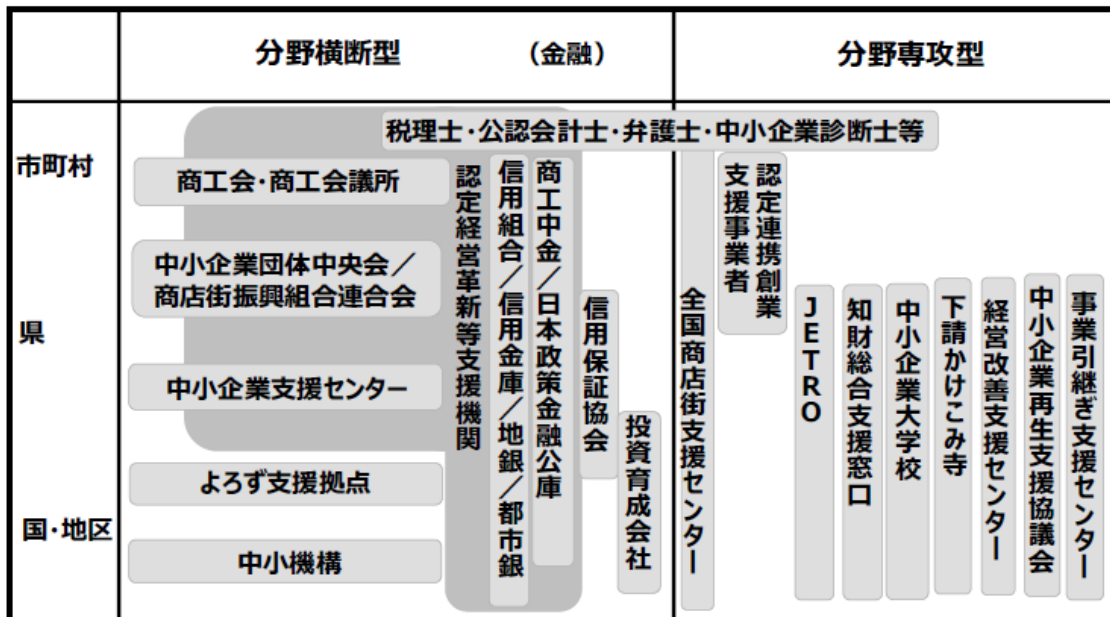 分野横断型 (金融)
分野専攻型
市町村
県
国・地区
税理士・公認会計士・弁護士・中小企業診断士等
商工会・商工会議所
中小企業団体中央会／
商店街振興組合連合会
中小企業支援センター
よろず支援拠点
中小機構
認定経営革新等支援機関
信用組合／信用金庫／地銀／都市銀
商工中金／日本政策金融公庫
信用保証協会
投資育成会社
全国商店街支援センター
認定連携創業
支援事業者
JETRO
知財総合支援窓口
中小企業大学校
下請かけこみ寺
経営改善支援センター
中小企業再生支援協議会
事業引継ぎ支援センター